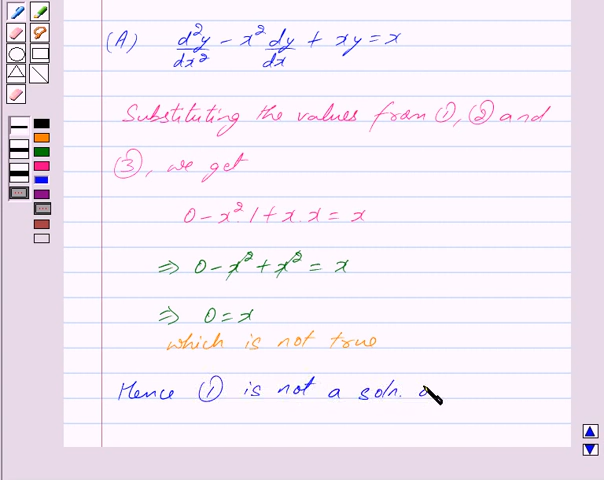 (A) d²y/dx² - x² dy/dx + xy = x
Substituting the values from ①, ② and
③, we get
0 - x².1 + x.x = x
⇒ 0 - x² + x² = x
⇒ 0 = x
which is not true
Hence ① is not a soln.